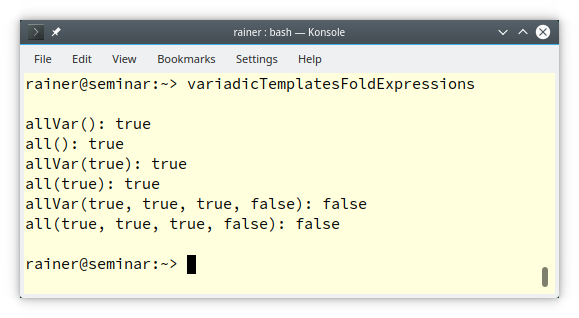 rainer : bash — Konsole
File Edit View Bookmarks Settings Help
rainer@seminar:~> variadicTemplatesFoldExpressions
allVar(): true
all(): true
allVar(true): true
all(true): true
allVar(true, true, true, false): false
all(true, true, true, false): false
rainer@seminar:~>